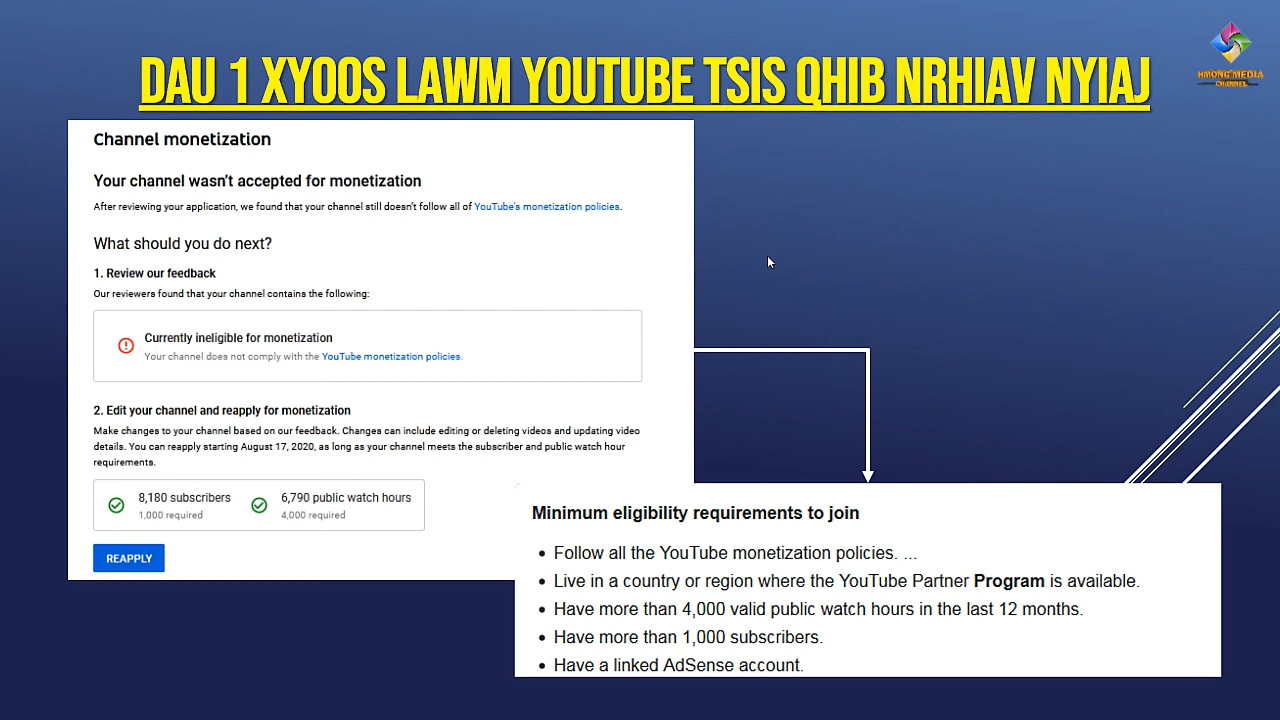 DAU 1 XYOOS LAWM YOUTUBE TSIS QHIB NRHIAV NYIAJ
HMONG MEDIA
CHANNEL
Channel monetization
Your channel wasn't accepted for monetization
After reviewing your application, we found that your channel still doesn't follow all of YouTube's monetization policies.
What should you do next?
1. Review our feedback
Our reviewers found that your channel contains the following:
Currently ineligible for monetization
Your channel does not comply with the YouTube monetization policies.
2. Edit your channel and reapply for monetization
Make changes to your channel based on our feedback. Changes can include editing or deleting videos and updating video
details. You can reapply starting August 17, 2020, as long as your channel meets the subscriber and public watch hour
requirements.
8,180 subscribers
1,000 required
6,790 public watch hours
4,000 required
REAPPLY
Minimum eligibility requirements to join
• Follow all the YouTube monetization policies. ...
• Live in a country or region where the YouTube Partner Program is available.
• Have more than 4,000 valid public watch hours in the last 12 months.
• Have more than 1,000 subscribers.
• Have a linked AdSense account.